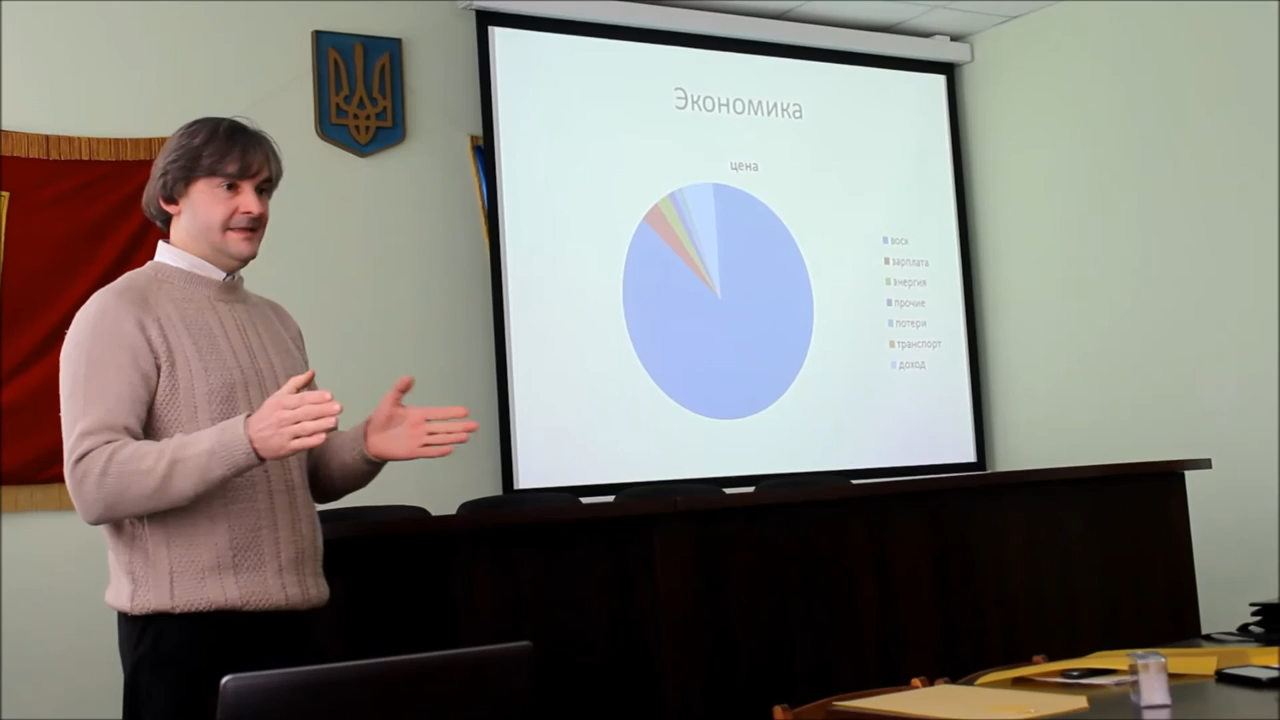 Экономика
цена
воск
зарплата
энергия
прочие
потери
транспорт
доход